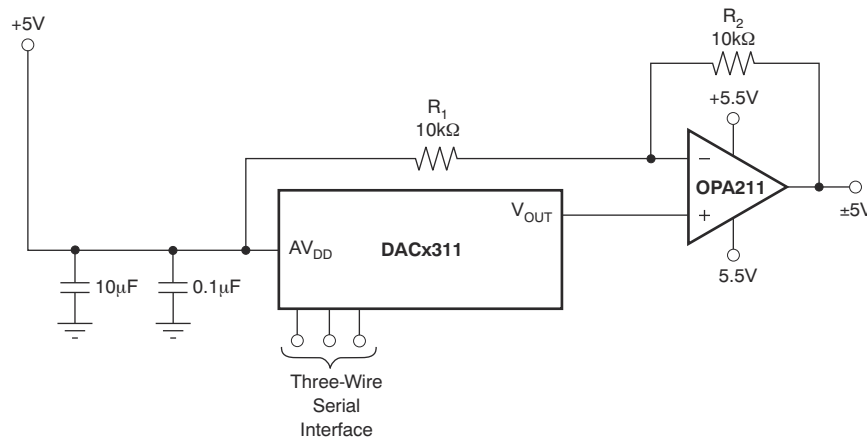 +5V
R2
10kΩ
R1
10kΩ
+5.5V
–
OPA211
+
±5V
5.5V
VOUT
AVDD
DACx311
10μF
0.1μF
Three-Wire
Serial
Interface